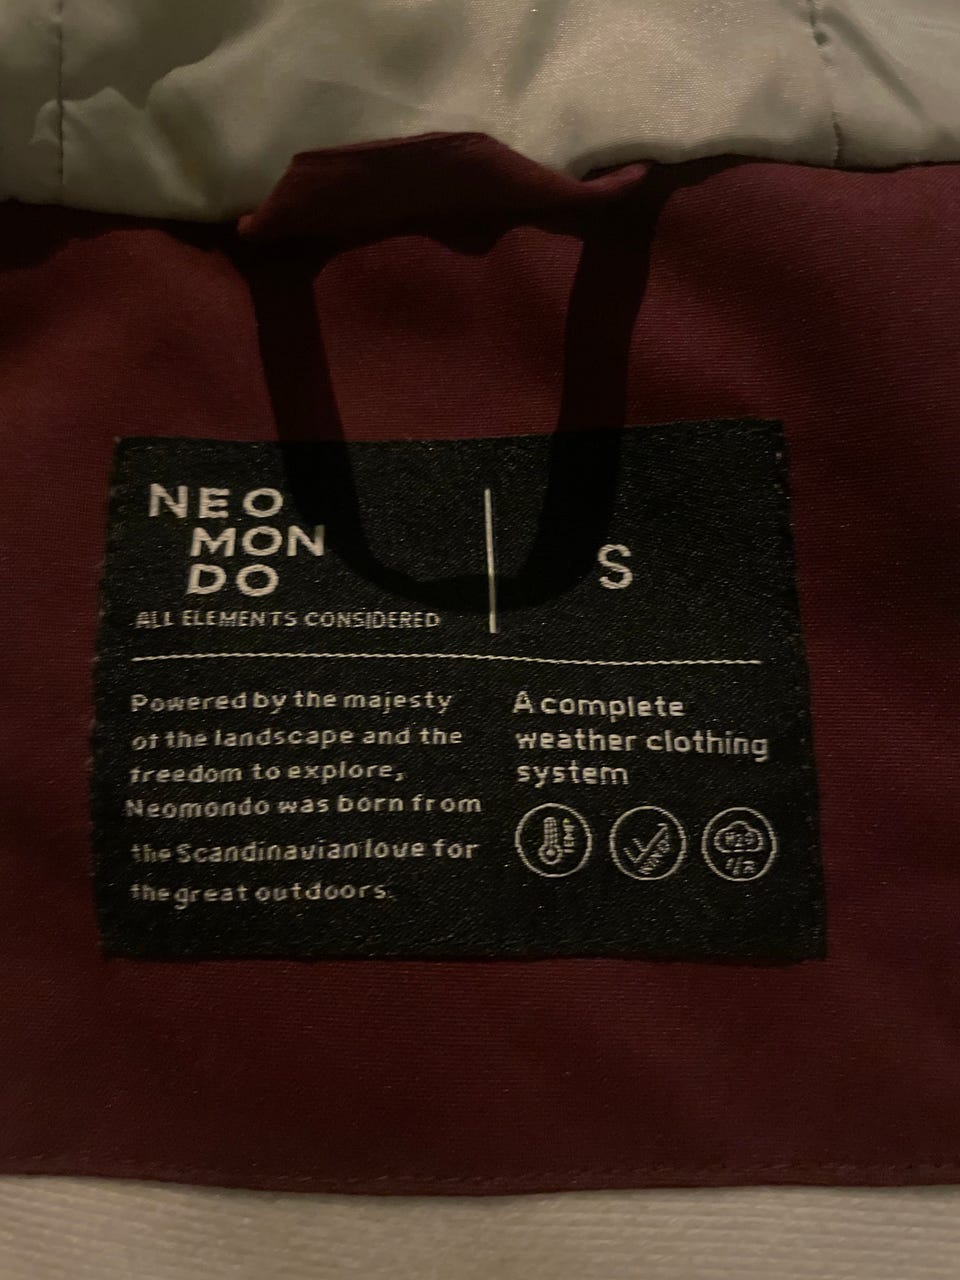 NEO
MON
DO
ALL ELEMENTS CONSIDERED
S
Powered by the majesty
of the landscape and the
freedom to explore,
Neomondo was born from
the Scandinavian love for
the great outdoors.
A complete
weather clothing
system
TEMP